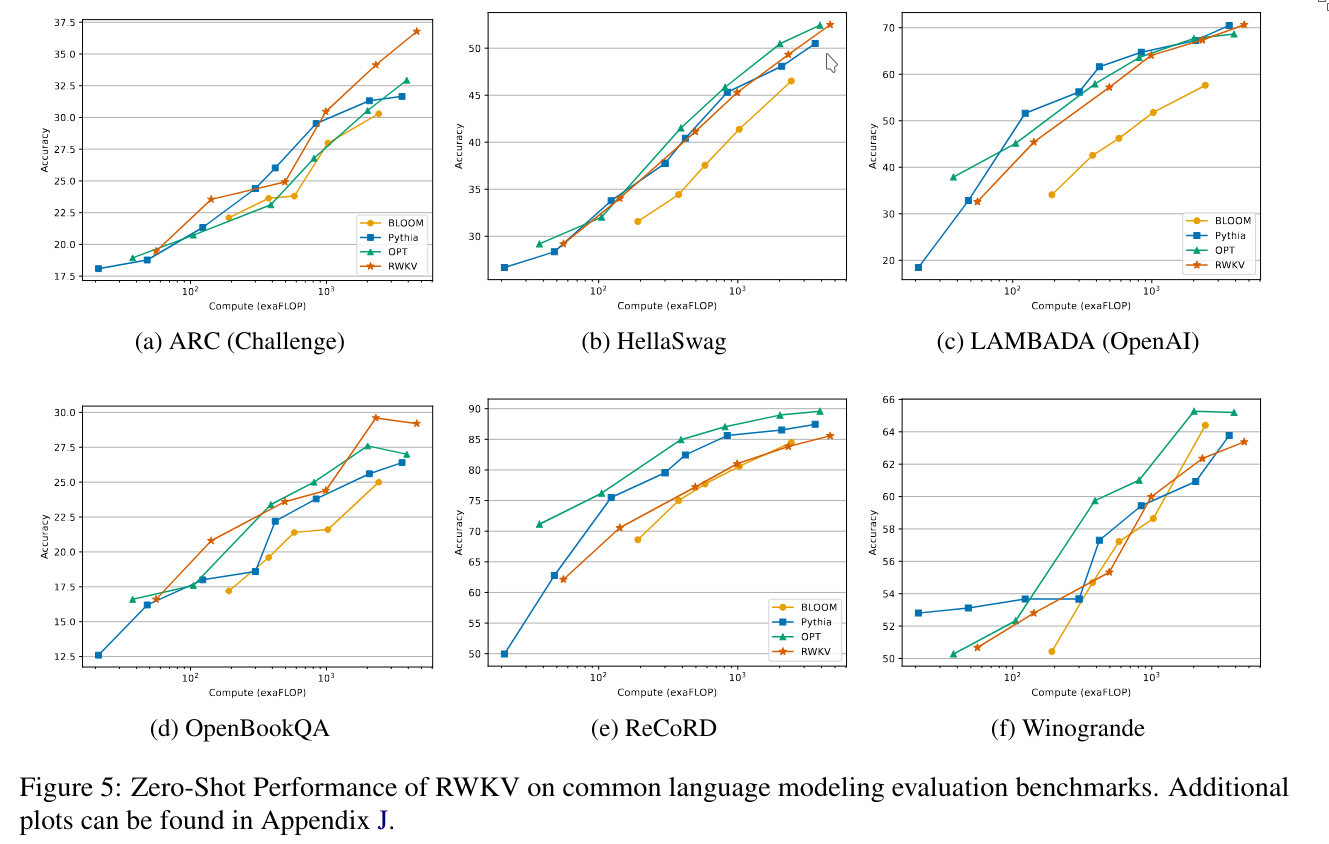 37.5
35.0
32.5
30.0
27.5
25.0
22.5
20.0
17.5
Accuracy
BLOOM
Pythia
OPT
RWKV
10² 10³
Compute (exaFLOP)
(a) ARC (Challenge)
50
45
40
35
30
Accuracy
10² 10³
Compute (exaFLOP)
(b) HellaSwag
70
60
50
40
30
20
Accuracy
BLOOM
Pythia
OPT
RWKV
10² 10³
Compute (exaFLOP)
(c) LAMBADA (OpenAI)
30.0
27.5
25.0
22.5
20.0
17.5
15.0
12.5
Accuracy
10² 10³
Compute (exaFLOP)
(d) OpenBookQA
90
85
80
75
70
65
60
55
50
Accuracy
BLOOM
Pythia
OPT
RWKV
10² 10³
Compute (exaFLOP)
(e) ReCoRD
66
64
62
60
58
56
54
52
50
Accuracy
10² 10³
Compute (exaFLOP)
(f) Winogrande
Figure 5: Zero-Shot Performance of RWKV on common language modeling evaluation benchmarks. Additional
plots can be found in Appendix J.